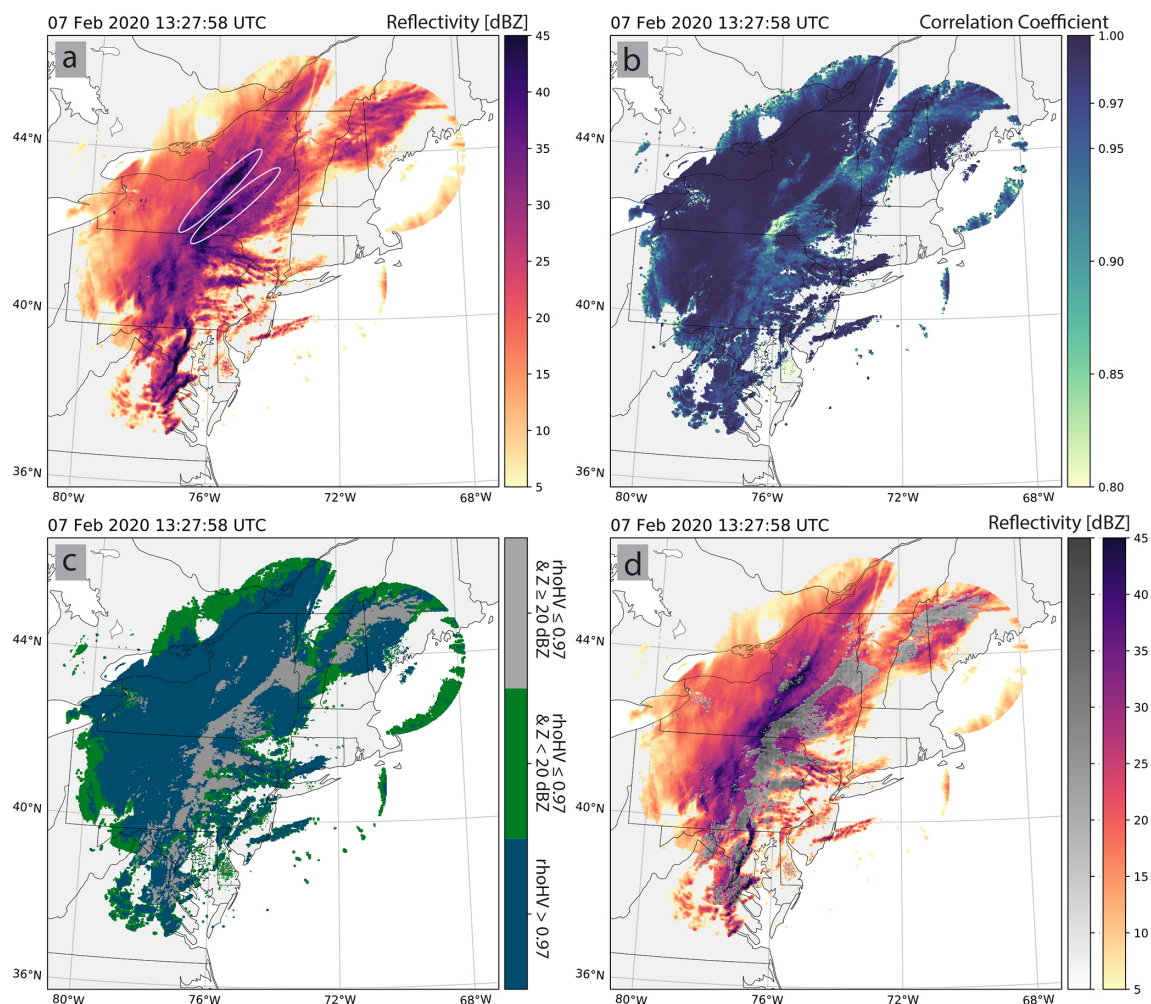 07 Feb 2020 13:27:58 UTC
Reflectivity [dBZ]
a
44°N
40°N
36°N
80°W
76°W
72°W
68°W
45
40
35
30
25
20
15
10
5
07 Feb 2020 13:27:58 UTC
Correlation Coefficient
b
44°N
40°N
36°N
80°W
76°W
72°W
68°W
1.00
0.97
0.95
0.90
0.85
0.80
07 Feb 2020 13:27:58 UTC
c
44°N
40°N
36°N
80°W
76°W
72°W
68°W
rhoHV ≤ 0.97
& Z ≥ 20 dBZ
rhoHV ≤ 0.97
& Z < 20 dBZ
rhoHV > 0.97
07 Feb 2020 13:27:58 UTC
Reflectivity [dBZ]
d
44°N
40°N
36°N
80°W
76°W
72°W
68°W
45
40
35
30
25
20
15
10
5